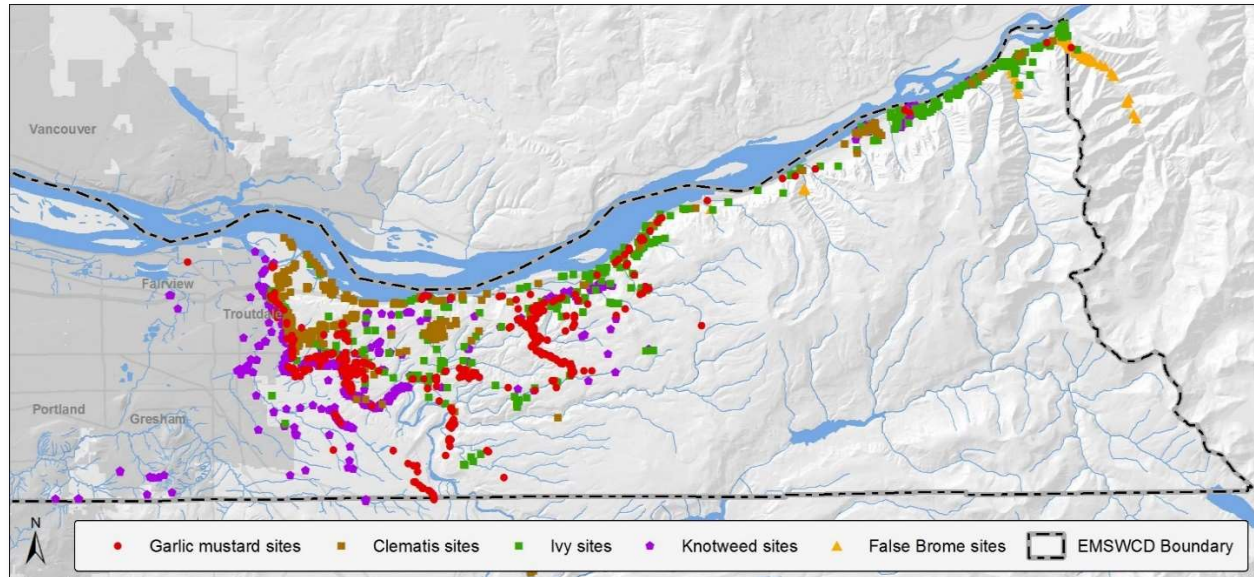 Vancouver
Fairview
Troutdale
Portland
Gresham
N
Garlic mustard sites
Clematis sites
Ivy sites
Knotweed sites
False Brome sites
EMSWCD Boundary